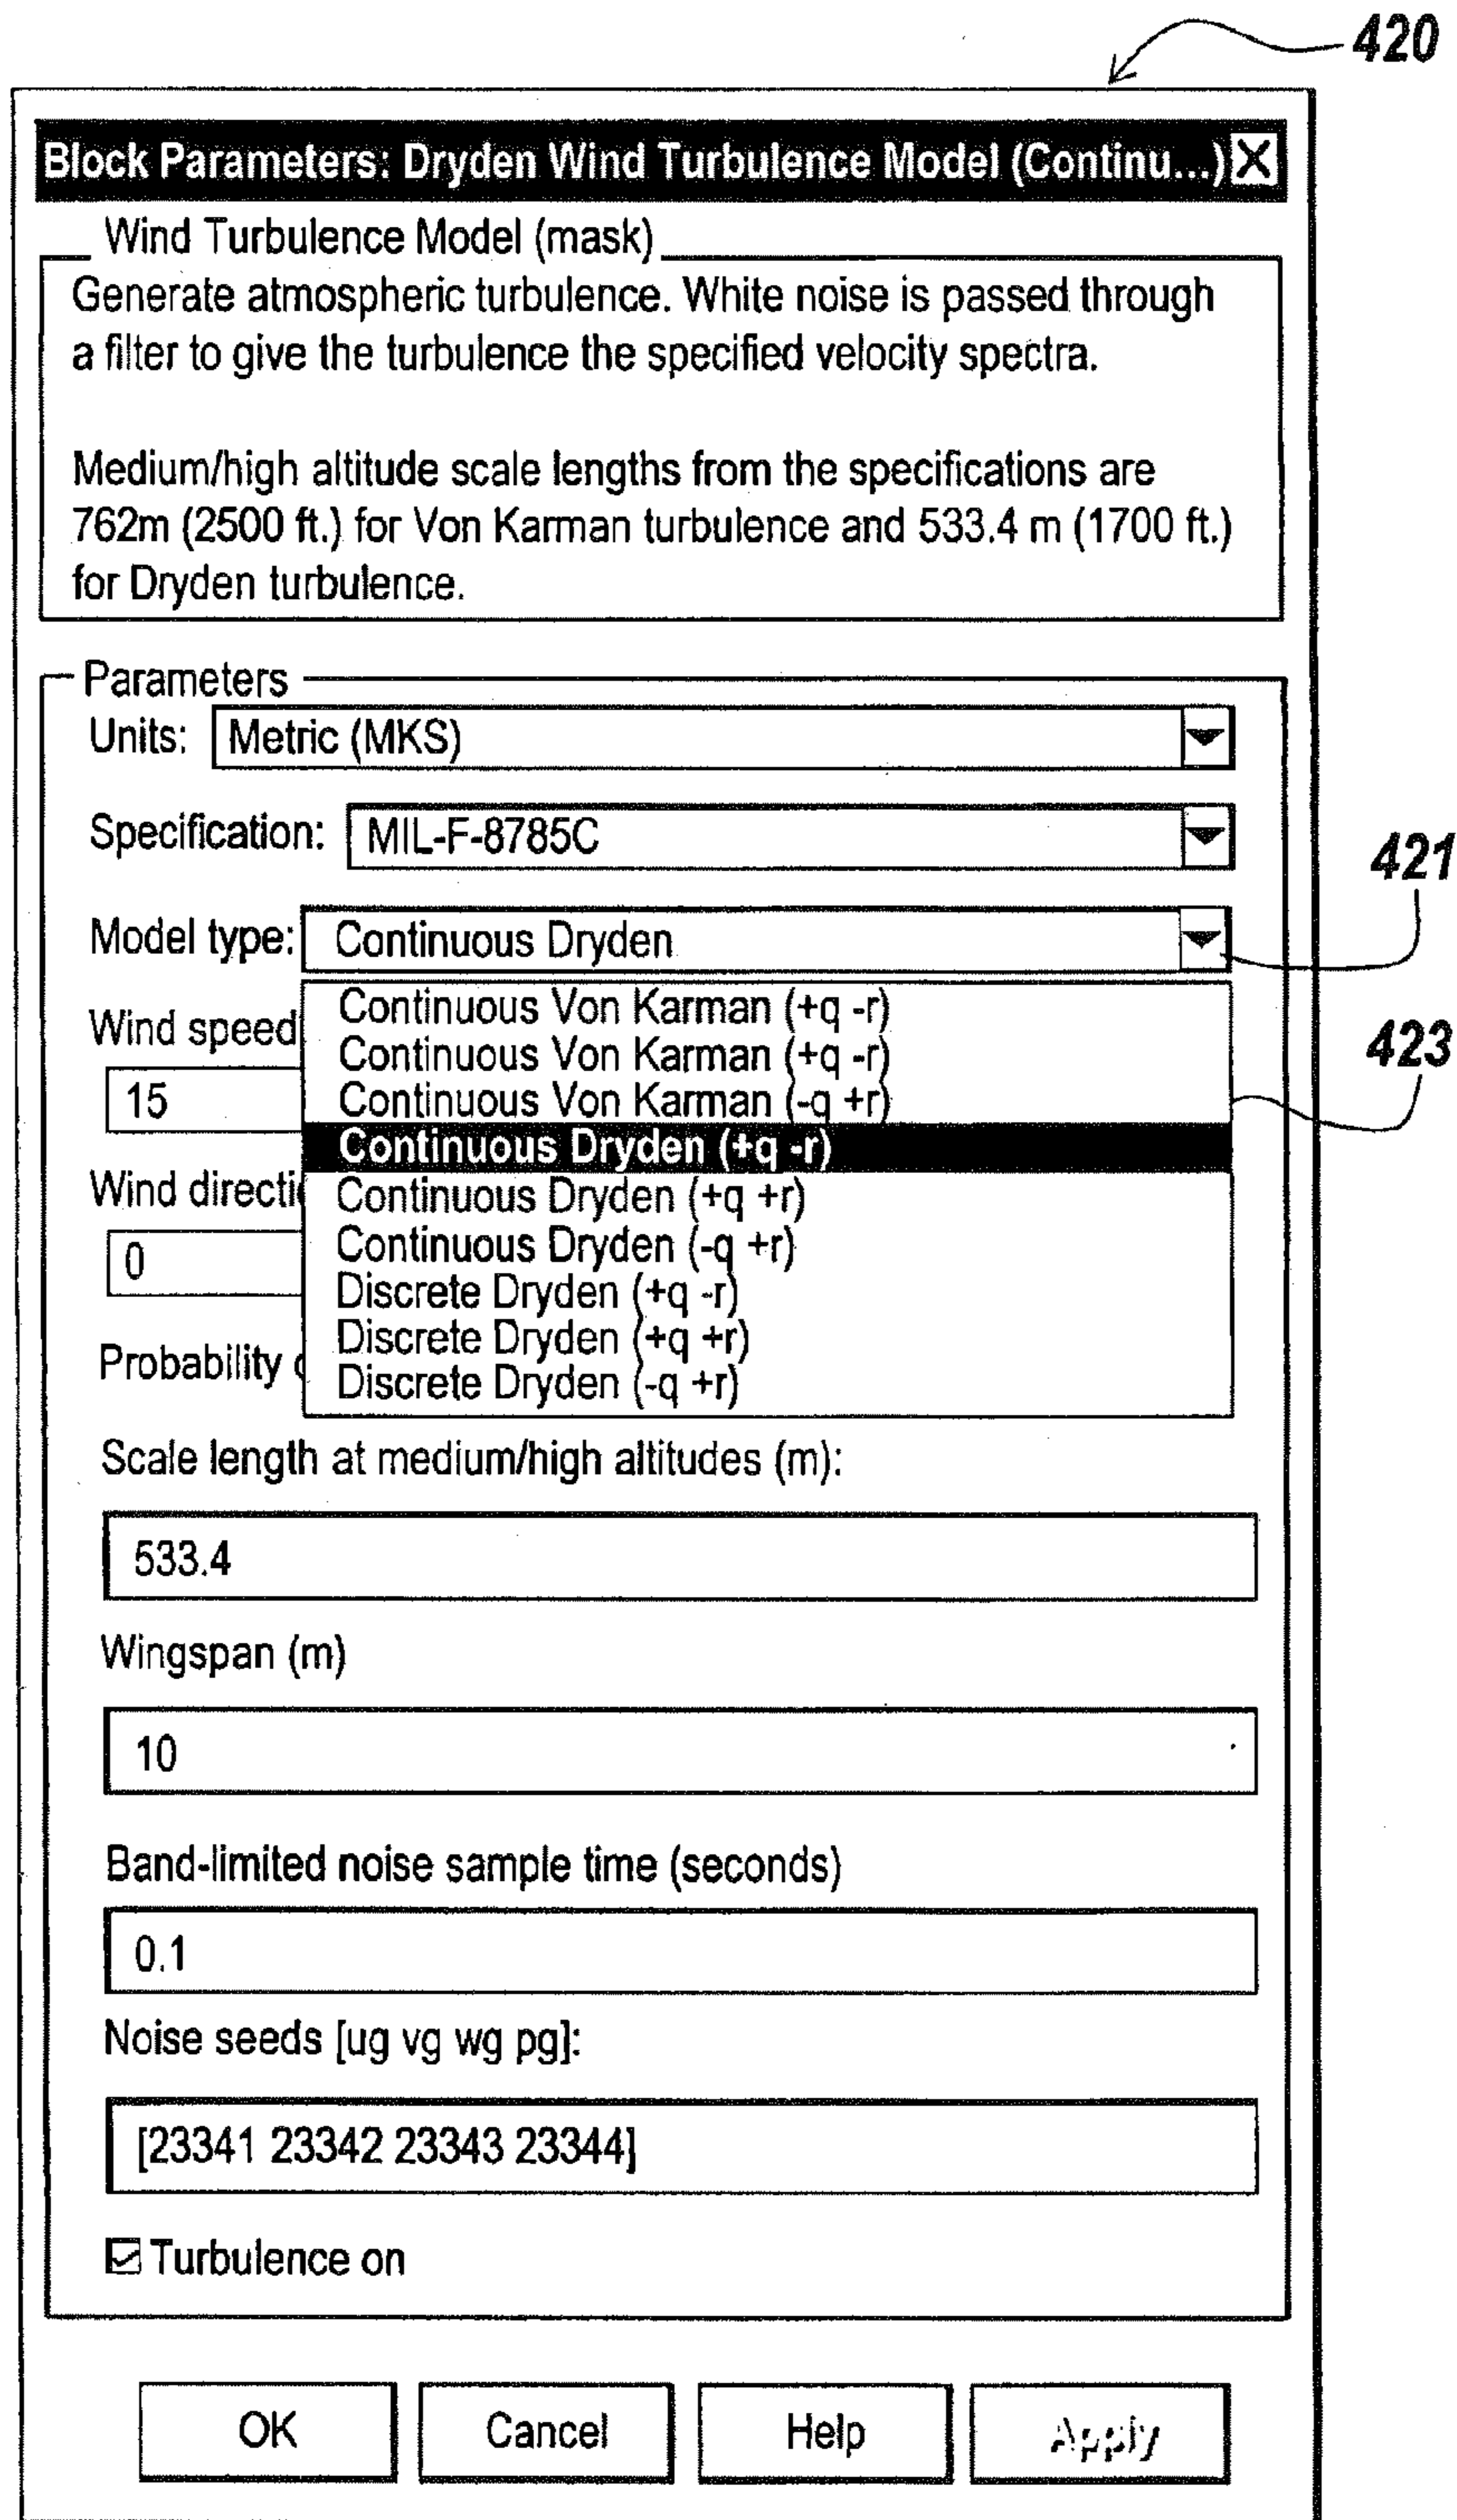 420
Block Parameters: Dryden Wind Turbulence Model (Continu...) X
Wind Turbulence Model (mask)
Generate atmospheric turbulence. White noise is passed through
a filter to give the turbulence the specified velocity spectra.
Medium/high altitude scale lengths from the specifications are
762m (2500 ft.) for Von Karman turbulence and 533.4 m (1700 ft.)
for Dryden turbulence.
Parameters
Units: Metric (MKS)
Specification: MIL-F-8785C
421
Model type: Continuous Dryden
Continuous Von Karman (+q -r)
Wind speed
423
Continuous Von Karman (+q -r)
15
Continuous Von Karman (-q +r)
Continuous Dryden (+q -r)
Wind directi
Continuous Dryden (+q +r)
Continuous Dryden (-q +r)
0
Discrete Dryden (+q -r)
Discrete Dryden (+q +r)
Probability
Discrete Dryden (-q +r)
Scale length at medium/high altitudes (m):
533.4
Wingspan (m)
10
Band-limited noise sample time (seconds)
0.1
Noise seeds [ug vg wg pg]:
[23341 23342 23343 23344]
Turbulence on
OK Cancel Help Apply